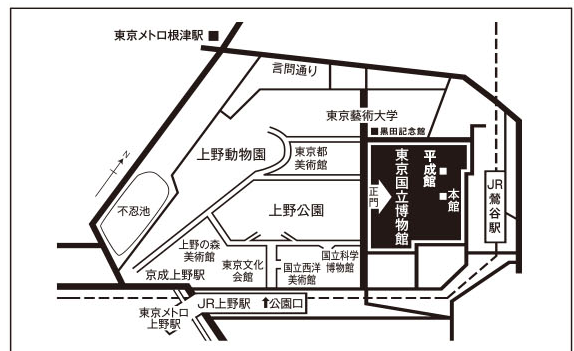 東京メトロ根津駅
言問通り
東京藝術大学
黒田記念館
上野動物園
東京都
美術館
平成館
東京国立博物館
本館
正門
JR鶯谷駅
N
不忍池
上野公園
上野の森
美術館
東京文化
会館
国立西洋
美術館
国立科学
博物館
京成上野駅
JR上野駅 ⬆公園口
東京メトロ
上野駅